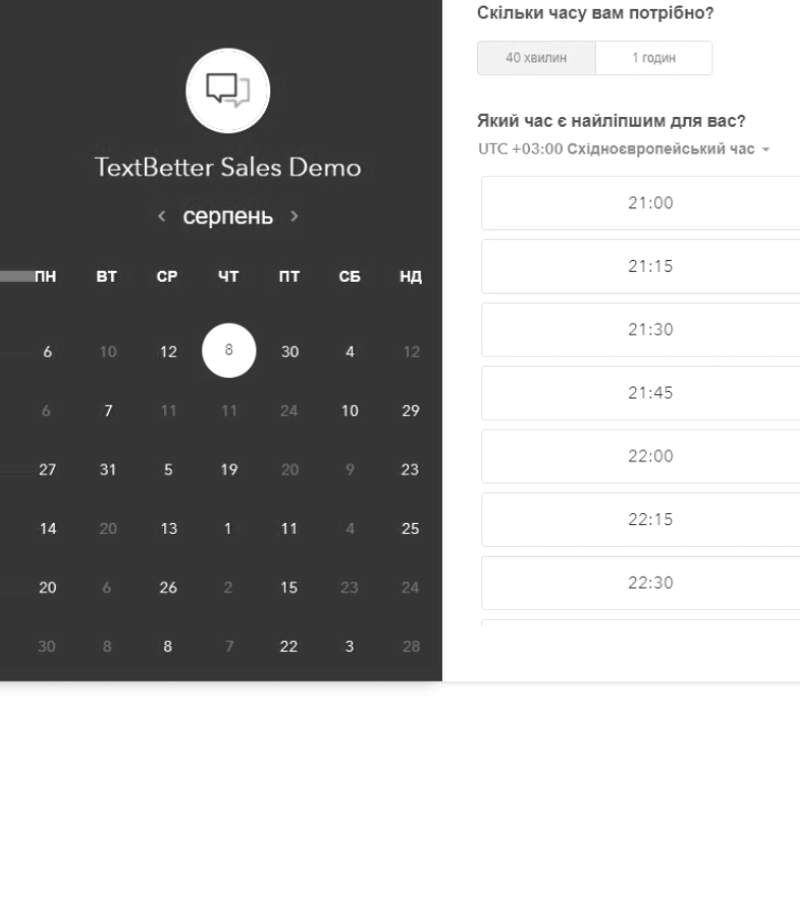 TextBetter Sales Demo
серпень
ПН ВТ СР ЧТ ПТ СБ НД
6 10 12 8 30 4 12
6 7 11 11 24 10 29
27 31 5 19 20 9 23
14 20 13 1 11 4 25
20 6 26 2 15 23 24
30 8 8 7 22 3 28
Скільки часу вам потрібно?
40 хвилин 1 годин
Який час є найліпшим для вас?
UTC +03:00 Східноєвропейський час
21:00
21:15
21:30
21:45
22:00
22:15
22:30